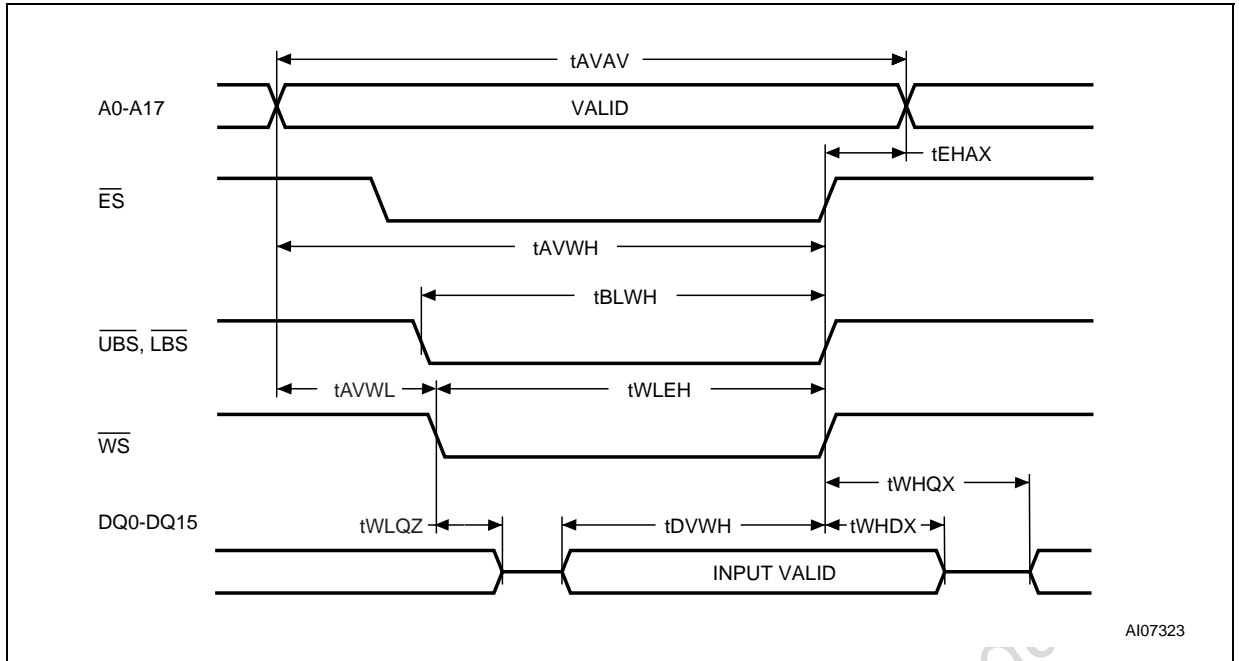 tAVAV
A0-A17 VALID
tEHAX
ES
tAVWH
tBLWH
UBS, LBS
tAVWL tWLEH
WS
tWHQX
DQ0-DQ15 tWLQZ tDVWH tWHDX
INPUT VALID
AI07323